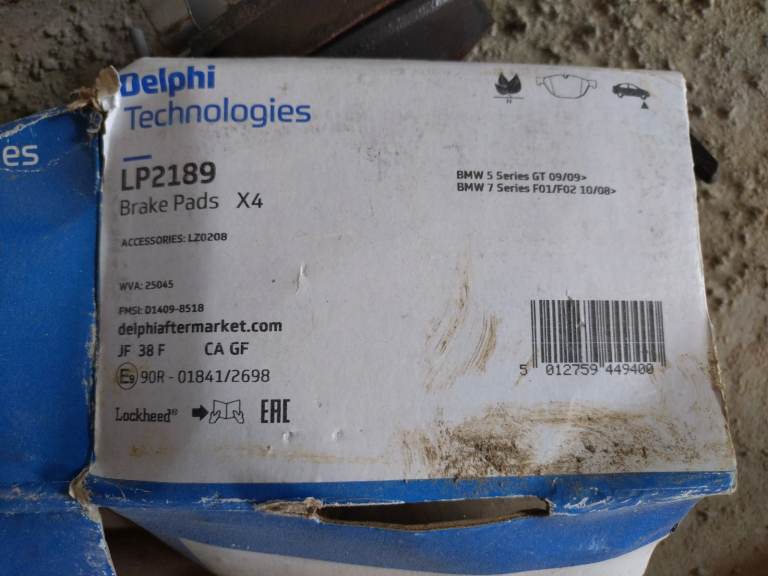 es
Delphi
Technologies
LP2189
Brake Pads X4
BMW 5 Series GT 09/09>
BMW 7 Series F01/F02 10/08>
ACCESSORIES: LZ0208
WVA: 25045
FMSI: D1409-8518
delphiaftermarket.com
JF 38 F CA GF
E9 90R - 01841/2698
Lockheed® EAC
5 012759 449400
N